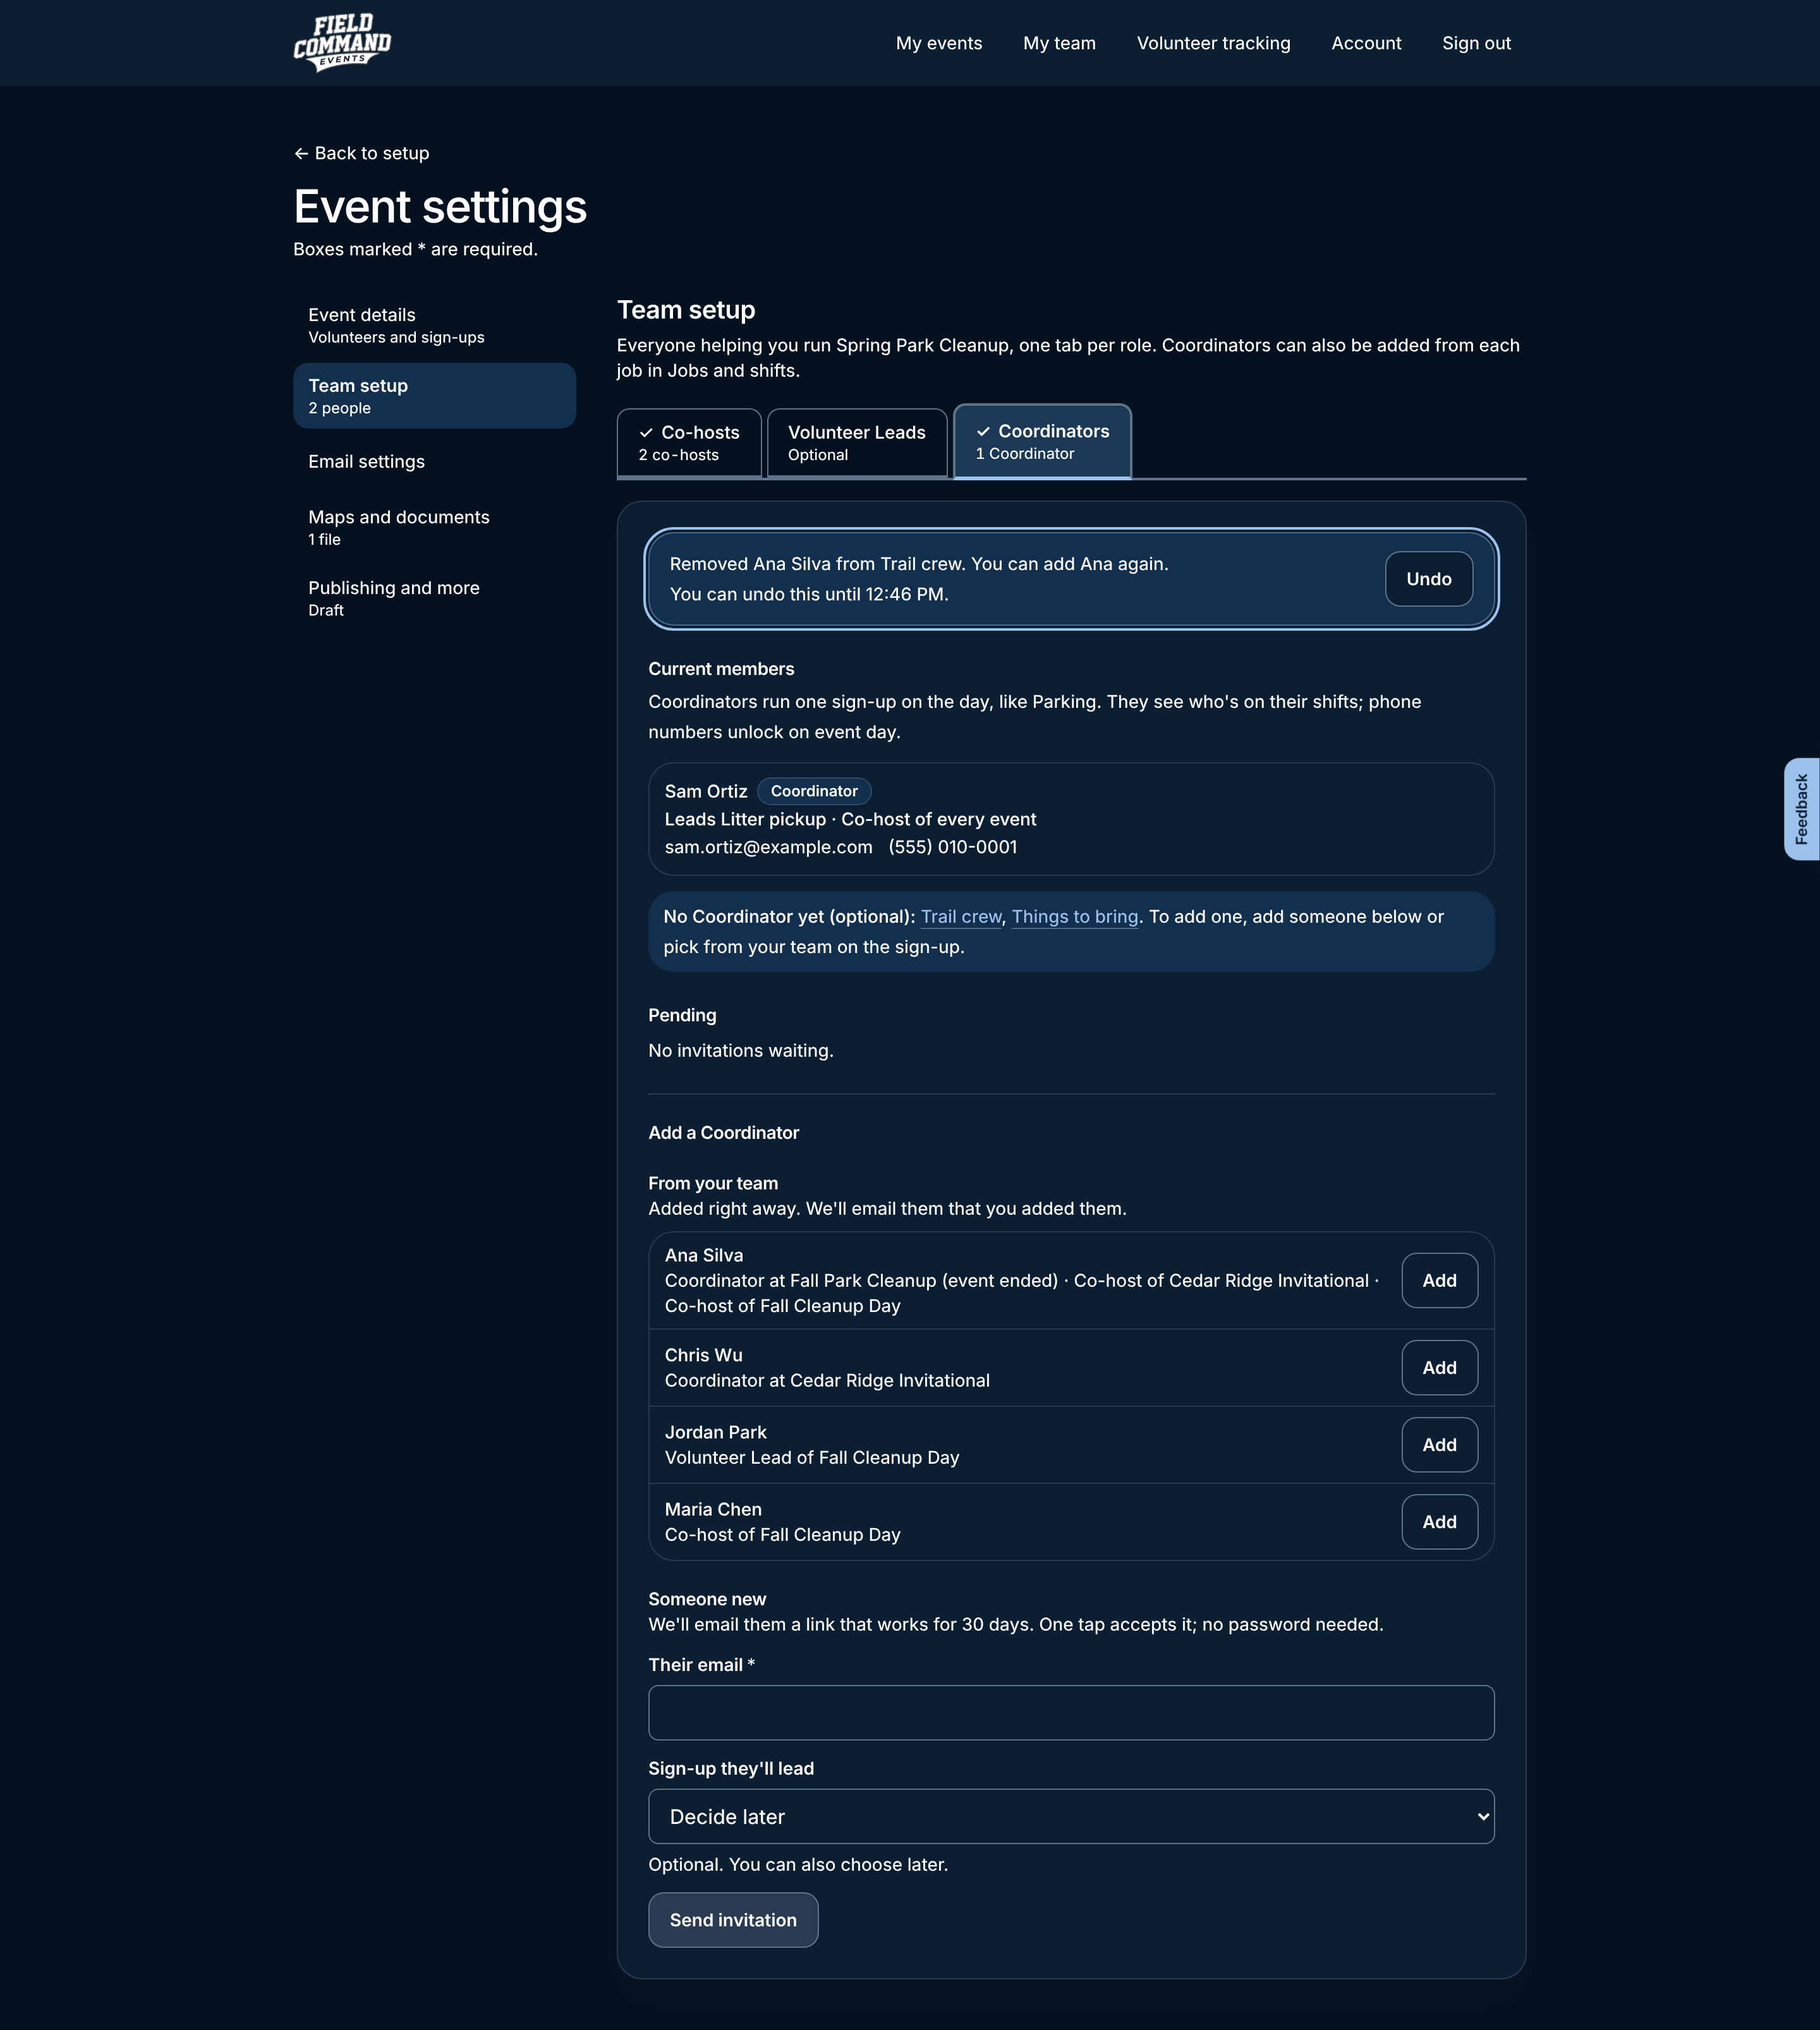 FIELD
COMMAND
EVENTS
My events
My team
Volunteer tracking
Account
Sign out
← Back to setup
Event settings
Boxes marked * are required.
Event details
Volunteers and sign-ups
Team setup
2 people
Email settings
Maps and documents
1 file
Publishing and more
Draft
Team setup
Everyone helping you run Spring Park Cleanup, one tab per role. Coordinators can also be added from each
job in Jobs and shifts.
✓ Co-hosts
2 co-hosts
Volunteer Leads
Optional
✓ Coordinators
1 Coordinator
Removed Ana Silva from Trail crew. You can add Ana again.
You can undo this until 12:46 PM.
Undo
Current members
Coordinators run one sign-up on the day, like Parking. They see who's on their shifts; phone
numbers unlock on event day.
Sam Ortiz Coordinator
Leads Litter pickup · Co-host of every event
sam.ortiz@example.com (555) 010-0001
No Coordinator yet (optional): Trail crew, Things to bring. To add one, add someone below or
pick from your team on the sign-up.
Pending
No invitations waiting.
Add a Coordinator
From your team
Added right away. We'll email them that you added them.
Ana Silva
Coordinator at Fall Park Cleanup (event ended) · Co-host of Cedar Ridge Invitational ·
Co-host of Fall Cleanup Day
Add
Chris Wu
Coordinator at Cedar Ridge Invitational
Add
Jordan Park
Volunteer Lead of Fall Cleanup Day
Add
Maria Chen
Co-host of Fall Cleanup Day
Add
Someone new
We'll email them a link that works for 30 days. One tap accepts it; no password needed.
Their email *
Sign-up they'll lead
Decide later
Optional. You can also choose later.
Send invitation
Feedback